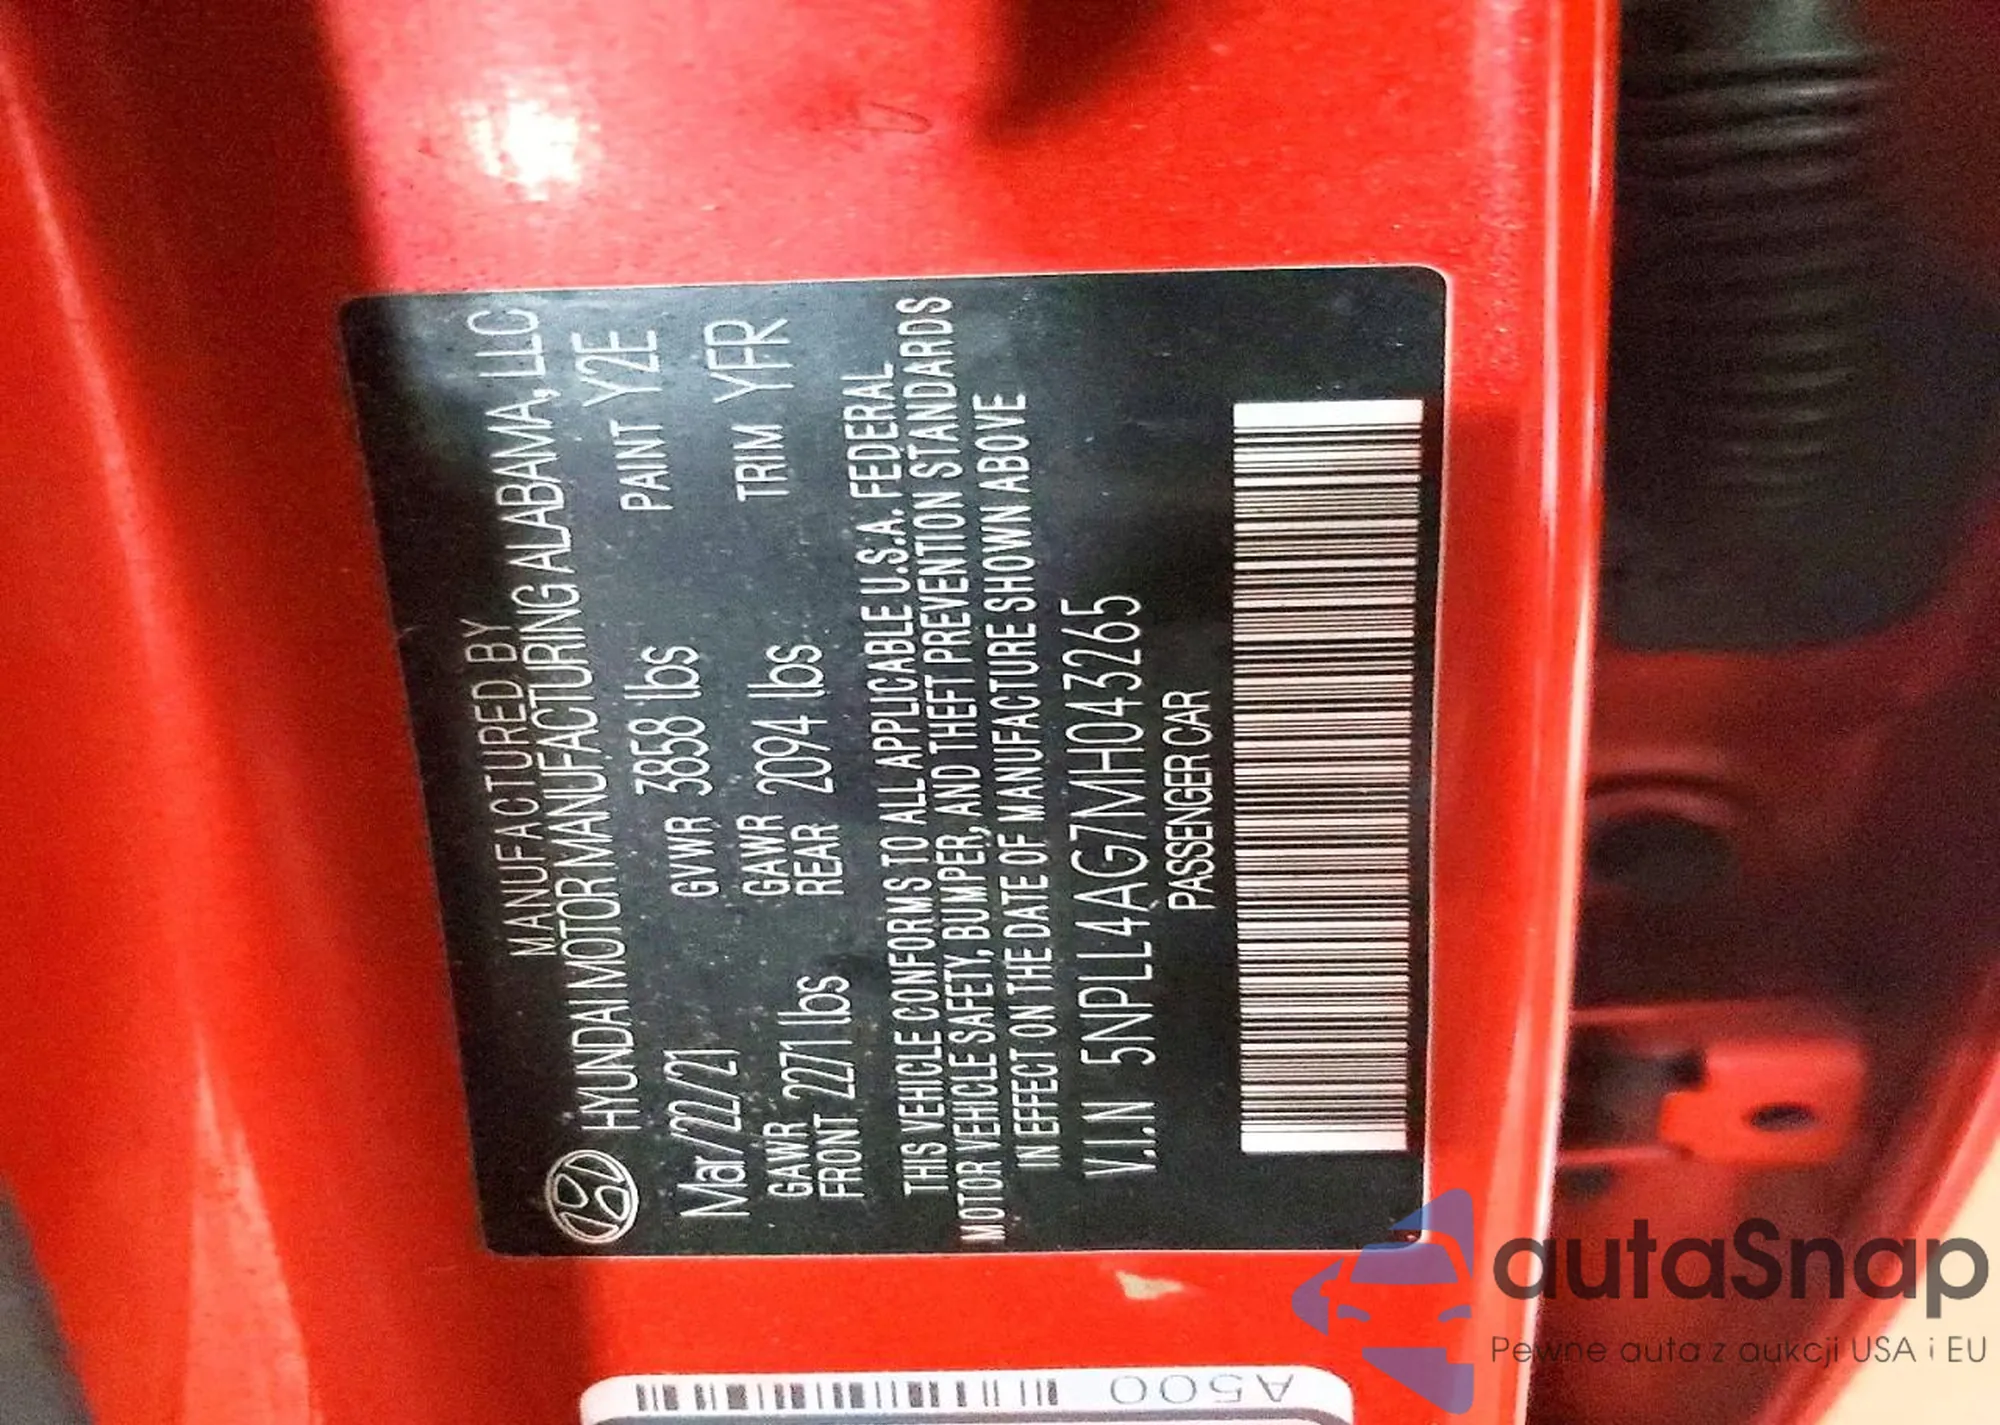 MANUFACTURED BY
HYUNDAI MOTOR MANUFACTURING ALABAMA, LLC
Mar/22/21 GVWR 3858 lbs PAINT Y2E
GAWR FRONT 2271 lbs GAWR REAR 2094 lbs TRIM YFR
THIS VEHICLE CONFORMS TO ALL APPLICABLE U.S.A. FEDERAL
MOTOR VEHICLE SAFETY, BUMPER, AND THEFT PREVENTION STANDARDS
IN EFFECT ON THE DATE OF MANUFACTURE SHOWN ABOVE
V.I.N 5NPLL4AG7MH043265
PASSENGER CAR
A500
autaSnap
Pewne auta z aukcji USA i EU